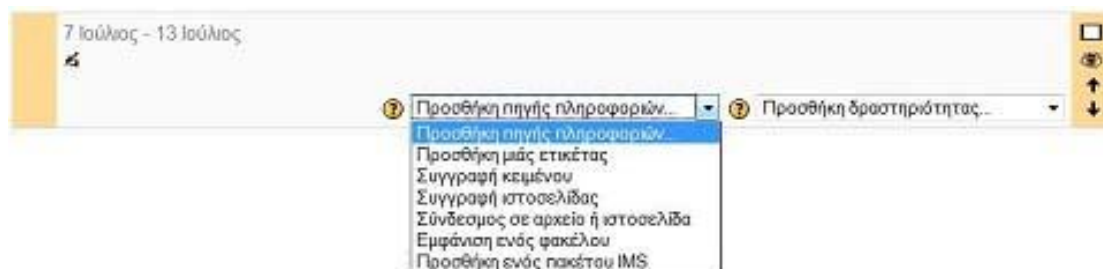 7 Ιούλιος - 13 Ιούλιος
Προσθήκη πηγής πληροφοριών... Προσθήκη δραστηριότητας...
Προσθήκη πηγής πληροφοριών...
Προσθήκη μιάς ετικέτας
Συγγραφή κειμένου
Συγγραφή ιστοσελίδας
Σύνδεσμος σε αρχείο ή ιστοσελίδα
Εμφάνιση ενός φακέλου
Προσθήκη ενός πακέτου IMS